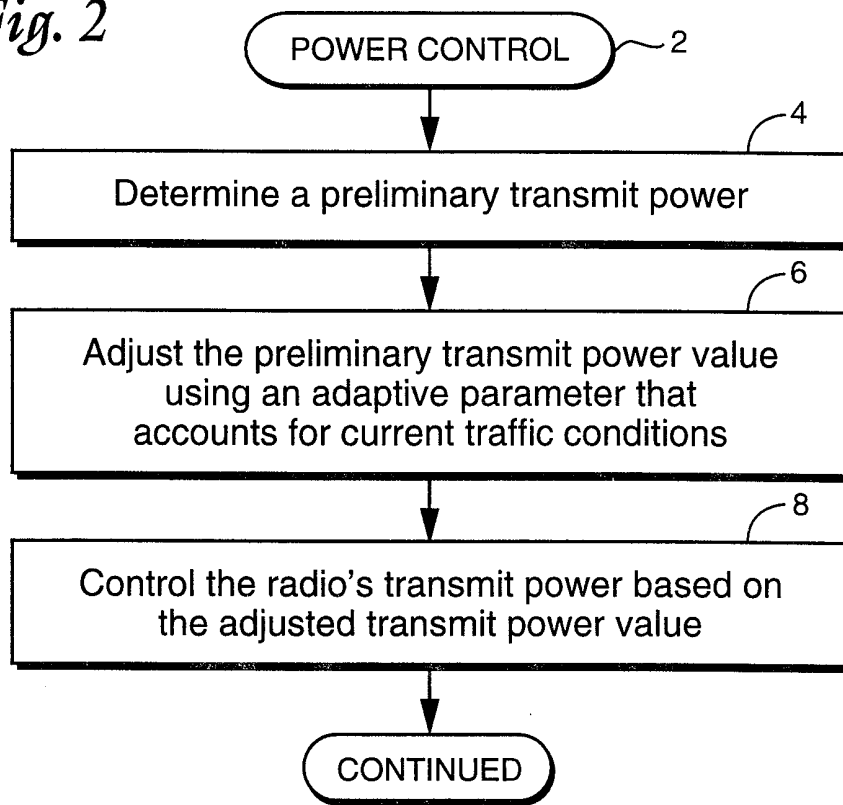 Fig. 2
POWER CONTROL
2
4
Determine a preliminary transmit power
6
Adjust the preliminary transmit power value
using an adaptive parameter that
accounts for current traffic conditions
8
Control the radio's transmit power based on
the adjusted transmit power value
CONTINUED